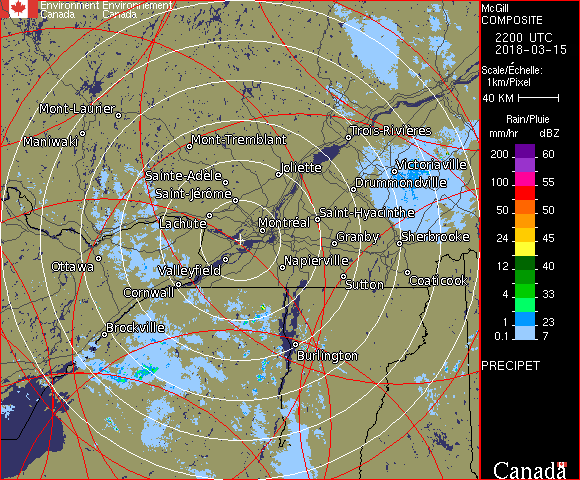 Environment Environnement
Canada Canada
McGill
COMPOSITE
2200 UTC
2018-03-15
Scale/Échelle:
1km/Pixel
40 KM
Rain/Pluie
mm/hr dBZ
200 60
100 55
50 50
24 45
12 40
4 33
1 23
0.1 7
PRECIPET
Canada
Mont-Laurier
Maniwaki
Mont-Tremblant
Trois-Rivières
Joliette
Victoriaville
Sainte-Adèle
Drummondville
Saint-Jérôme
Saint-Hyacinthe
Lachute
Montréal
Granby
Sherbrooke
Ottawa
Valleyfield
Napierville
Sutton
Coaticook
Cornwall
Brockville
Burlington